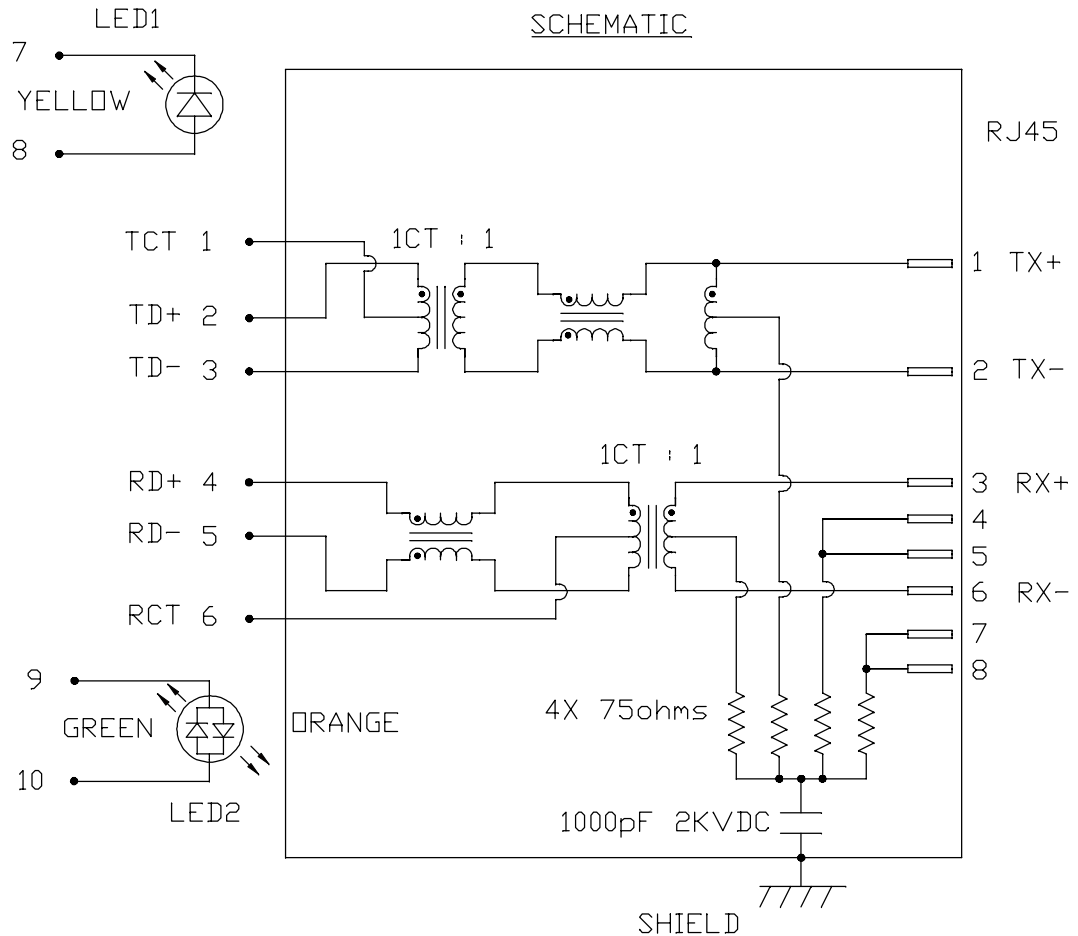 LED1
SCHEMATIC
7
YELLOW
8
RJ45
TCT 1
1CT : 1
1 TX+
TD+ 2
TD- 3
2 TX-
1CT : 1
RD+ 4
3 RX+
4
RD- 5
5
6 RX-
RCT 6
7
8
9
GREEN
ORANGE
4X 75ohms
10
LED2
1000pF 2KVDC
SHIELD